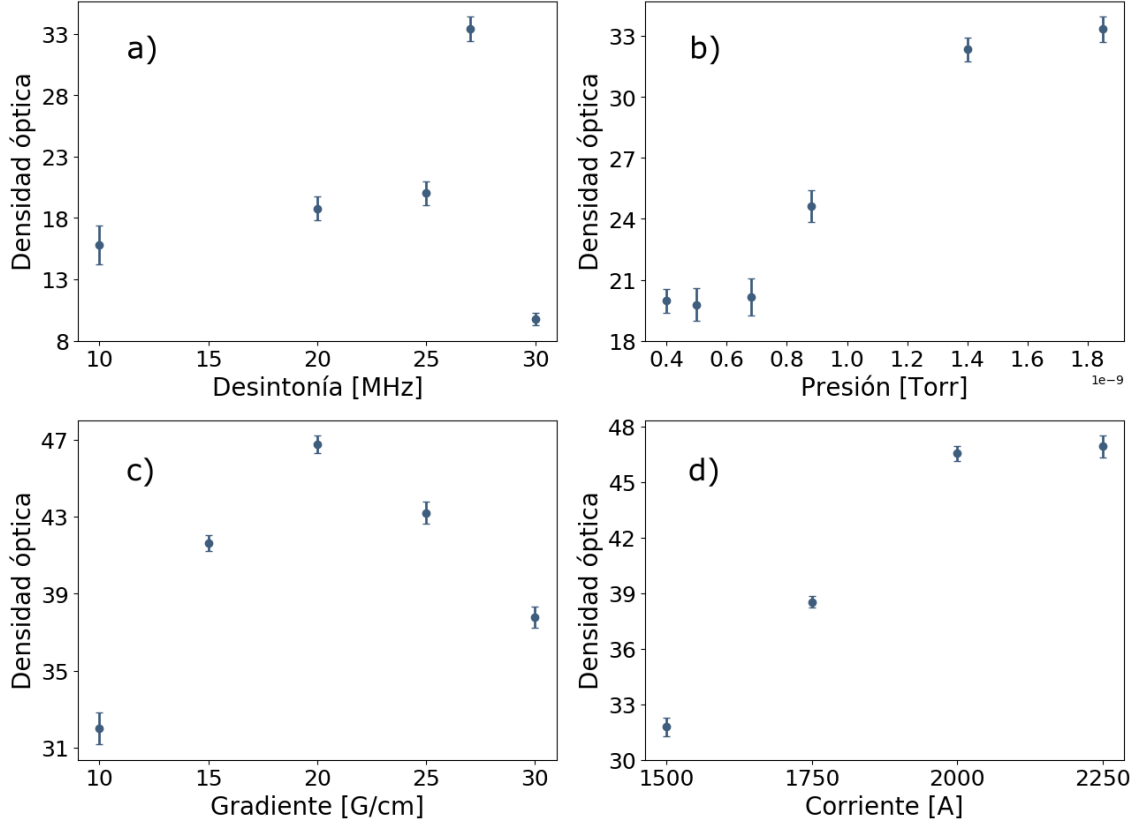 a)
Densidad óptica
33
28
23
18
13
8
10 15 20 25 30
Desintonía [MHz]
b)
Densidad óptica
33
30
27
24
21
18
0.4 0.6 0.8 1.0 1.2 1.4 1.6 1.8
1e−9
Presión [Torr]
c)
Densidad óptica
47
43
39
35
31
10 15 20 25 30
Gradiente [G/cm]
d)
Densidad óptica
48
45
42
39
36
33
30
1500 1750 2000 2250
Corriente [A]